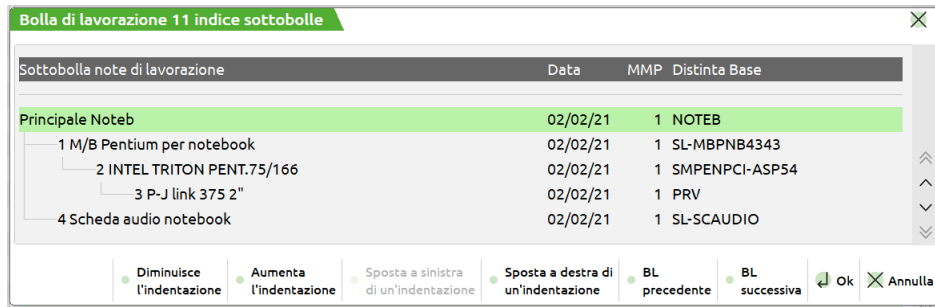 Bolla di lavorazione 11 indice sottobolle
Sottobolla note di lavorazione Data MMP Distinta Base
Principale Noteb 02/02/21 1 NOTEB
1 M/B Pentium per notebook 02/02/21 1 SL-MBPNB4343
2 INTEL TRITON PENT.75/166 02/02/21 1 SMPENPCI-ASP54
3 P-J link 375 2" 02/02/21 1 PRV
4 Scheda audio notebook 02/02/21 1 SL-SCAUDIO
Diminuisce l'indentazione
Aumenta l'indentazione
Sposta a sinistra di un'indentazione
Sposta a destra di un'indentazione
BL precedente
BL successiva
Ok
Annulla